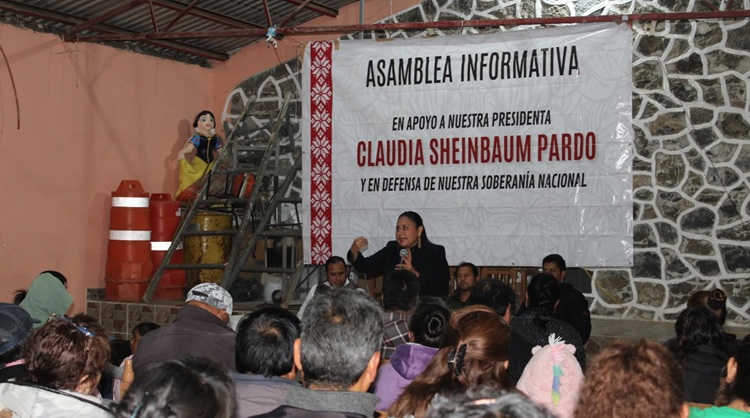 ASAMBLEA INFORMATIVA
EN APOYO A NUESTRA PRESIDENTA
CLAUDIA SHEINBAUM PARDO
Y EN DEFENSA DE NUESTRA SOBERANÍA NACIONAL